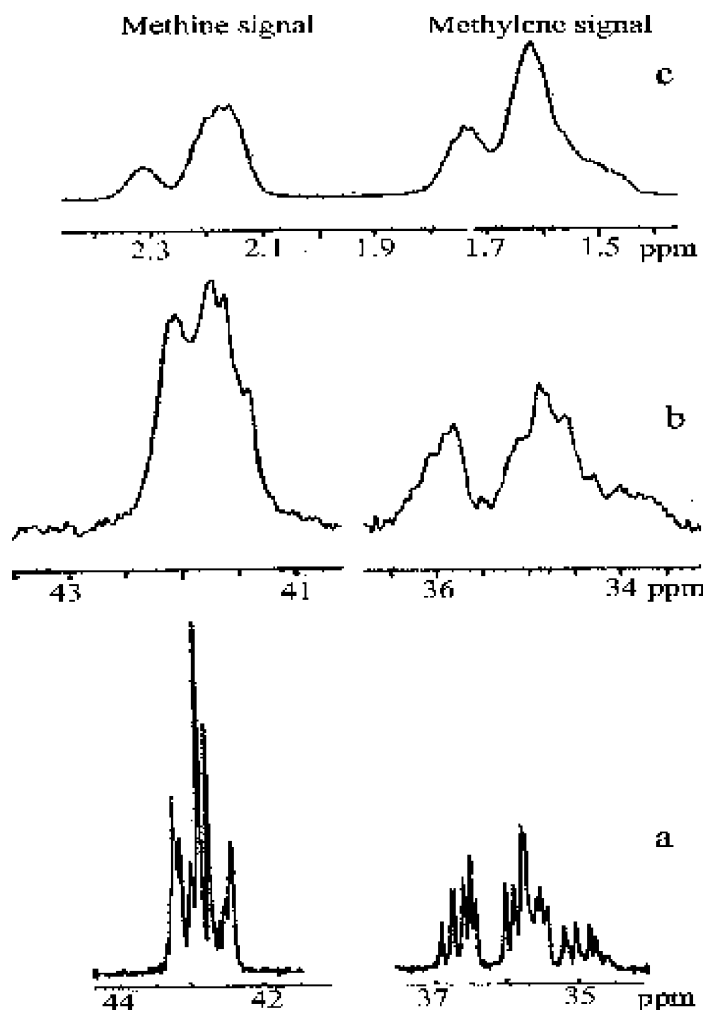 Methine signal Methylene signal
c
2.3 2.1 1.9 1.7 1.5 ppm
b
43 41 36 34 ppm
a
44 42 37 35 ppm